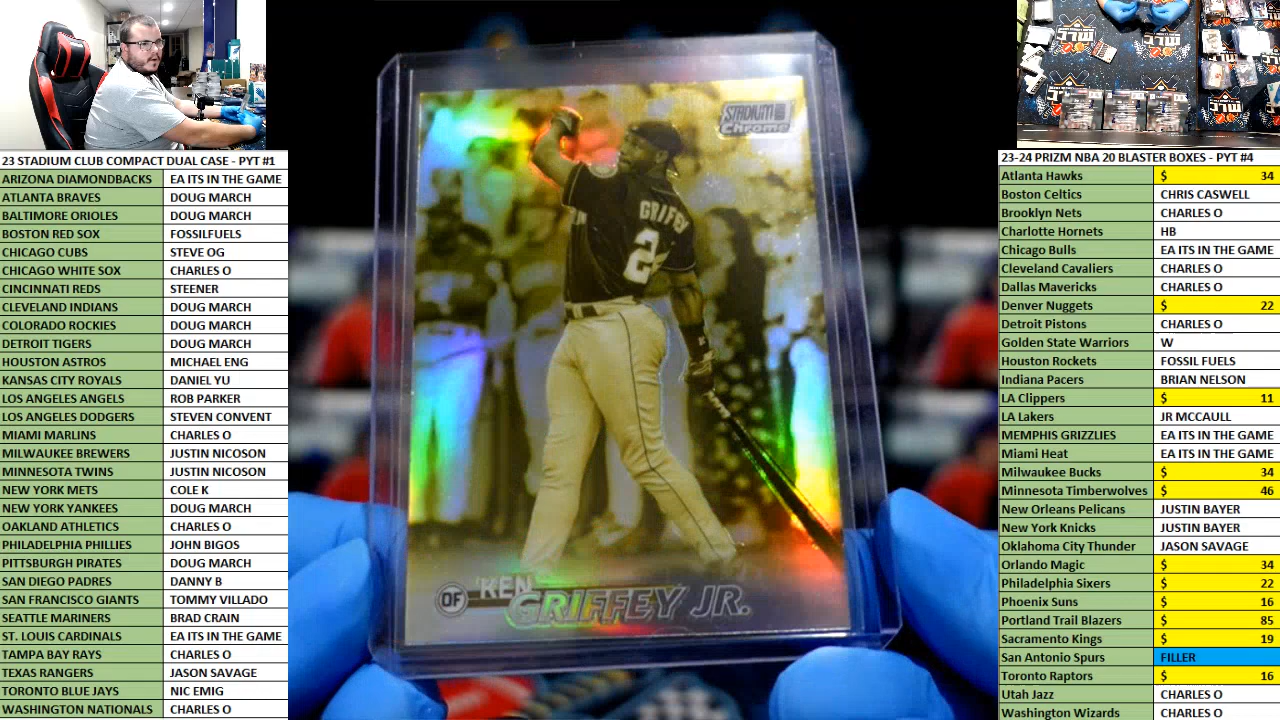 23 STADIUM CLUB COMPACT DUAL CASE - PYT #1
ARIZONA DIAMONDBACKS EA ITS IN THE GAME
ATLANTA BRAVES DOUG MARCH
BALTIMORE ORIOLES DOUG MARCH
BOSTON RED SOX FOSSILFUELS
CHICAGO CUBS STEVE OG
CHICAGO WHITE SOX CHARLES O
CINCINNATI REDS STEENER
CLEVELAND INDIANS DOUG MARCH
COLORADO ROCKIES DOUG MARCH
DETROIT TIGERS DOUG MARCH
HOUSTON ASTROS MICHAEL ENG
KANSAS CITY ROYALS DANIEL YU
LOS ANGELES ANGELS ROB PARKER
LOS ANGELES DODGERS STEVEN CONVENT
MIAMI MARLINS CHARLES O
MILWAUKEE BREWERS JUSTIN NICOSON
MINNESOTA TWINS JUSTIN NICOSON
NEW YORK METS COLE K
NEW YORK YANKEES DOUG MARCH
OAKLAND ATHLETICS CHARLES O
PHILADELPHIA PHILLIES JOHN BIGOS
PITTSBURGH PIRATES DOUG MARCH
SAN DIEGO PADRES DANNY B
SAN FRANCISCO GIANTS TOMMY VILLADO
SEATTLE MARINERS BRAD CRAIN
ST. LOUIS CARDINALS EA ITS IN THE GAME
TAMPA BAY RAYS CHARLES O
TEXAS RANGERS JASON SAVAGE
TORONTO BLUE JAYS NIC EMIG
WASHINGTON NATIONALS CHARLES O
STADIUM
Chrome
GRIFFEY
OF KEN
GRIFFEY JR.
23-24 PRIZM NBA 20 BLASTER BOXES - PYT #4
Atlanta Hawks $ 34
Boston Celtics CHRIS CASWELL
Brooklyn Nets CHARLES O
Charlotte Hornets HB
Chicago Bulls EA ITS IN THE GAME
Cleveland Cavaliers CHARLES O
Dallas Mavericks CHARLES O
Denver Nuggets $ 22
Detroit Pistons CHARLES O
Golden State Warriors W
Houston Rockets FOSSIL FUELS
Indiana Pacers BRIAN NELSON
LA Clippers $ 11
LA Lakers JR MCCAULL
MEMPHIS GRIZZLIES EA ITS IN THE GAME
Miami Heat EA ITS IN THE GAME
Milwaukee Bucks $ 34
Minnesota Timberwolves $ 46
New Orleans Pelicans JUSTIN BAYER
New York Knicks JUSTIN BAYER
Oklahoma City Thunder JASON SAVAGE
Orlando Magic $ 34
Philadelphia Sixers $ 22
Phoenix Suns $ 16
Portland Trail Blazers $ 85
Sacramento Kings $ 19
San Antonio Spurs FILLER
Toronto Raptors $ 16
Utah Jazz CHARLES O
Washington Wizards CHARLES O